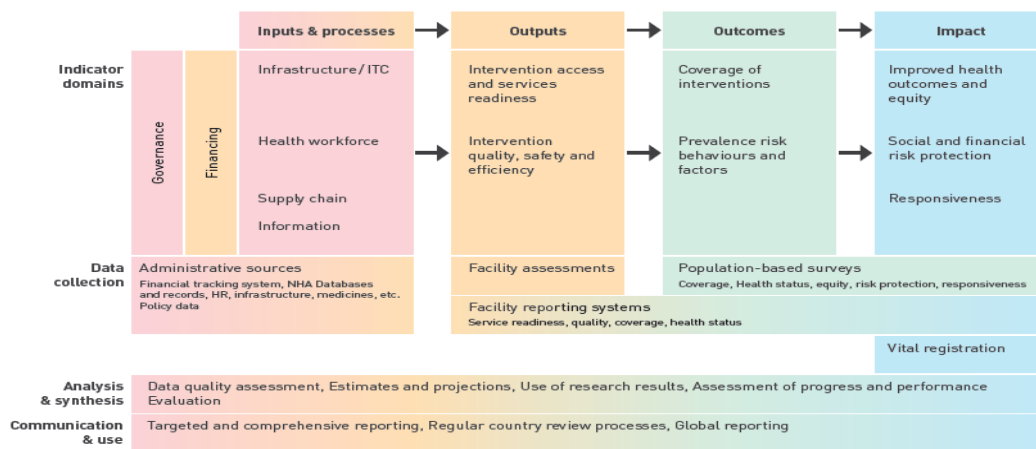 Inputs & processes
Outputs
Outcomes
Impact
Indicator
domains
Governance
Financing
Infrastructure/ ITC
Health workforce
Supply chain
Information
Intervention access
and services
readiness
Intervention
quality, safety and
efficiency
Coverage of
interventions
Prevalence risk
behaviours and
factors
Improved health
outcomes and
equity
Social and financial
risk protection
Responsiveness
Data
collection
Administrative sources
Financial tracking system, NHA Databases
and records, HR, infrastructure, medicines, etc.
Policy data
Facility assessments
Population-based surveys
Coverage, Health status, equity, risk protection, responsiveness
Facility reporting systems
Service readiness, quality, coverage, health status
Vital registration
Analysis
& synthesis
Data quality assessment, Estimates and projections, Use of research results, Assessment of progress and performance
Evaluation
Communication
& use
Targeted and comprehensive reporting, Regular country review processes, Global reporting